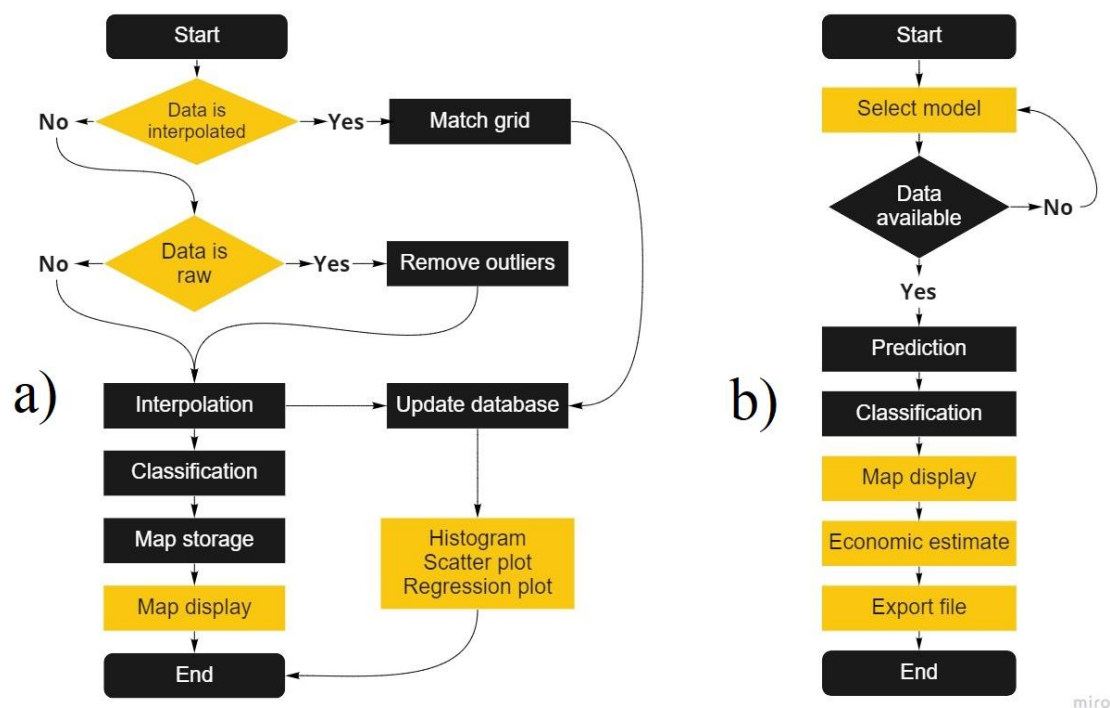 Start
Data is
interpolated
No
Yes
Match grid
Data is
raw
No
Yes
Remove outliers
a)
Interpolation
Update database
Classification
Map storage
Histogram
Scatter plot
Regression plot
Map display
End
Start
Select model
Data
available
No
Yes
b)
Prediction
Classification
Map display
Economic estimate
Export file
End
miro